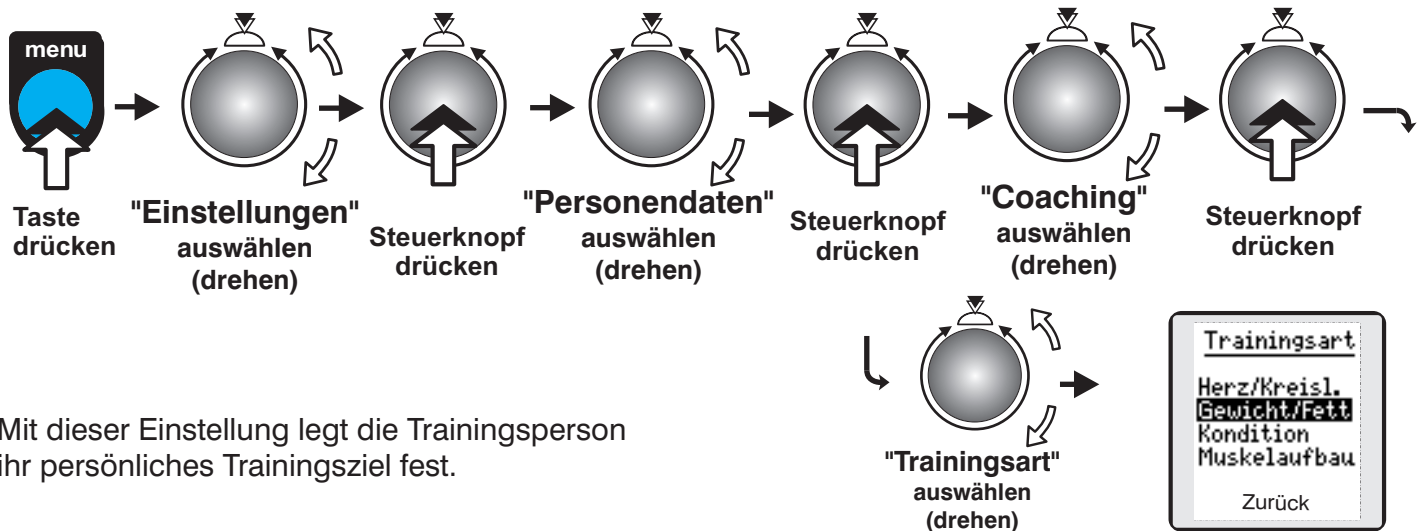 menu
Taste
drücken
"Einstellungen"
auswählen
(drehen)
Steuerknopf
drücken
"Personendaten"
auswählen
(drehen)
Steuerknopf
drücken
"Coaching"
auswählen
(drehen)
Steuerknopf
drücken
Mit dieser Einstellung legt die Trainingsperson
ihr persönliches Trainingsziel fest.
"Trainingsart"
auswählen
(drehen)
Trainingsart
Herz/Kreisl.
Gewicht/Fett
Kondition
Muskelaufbau
Zurück